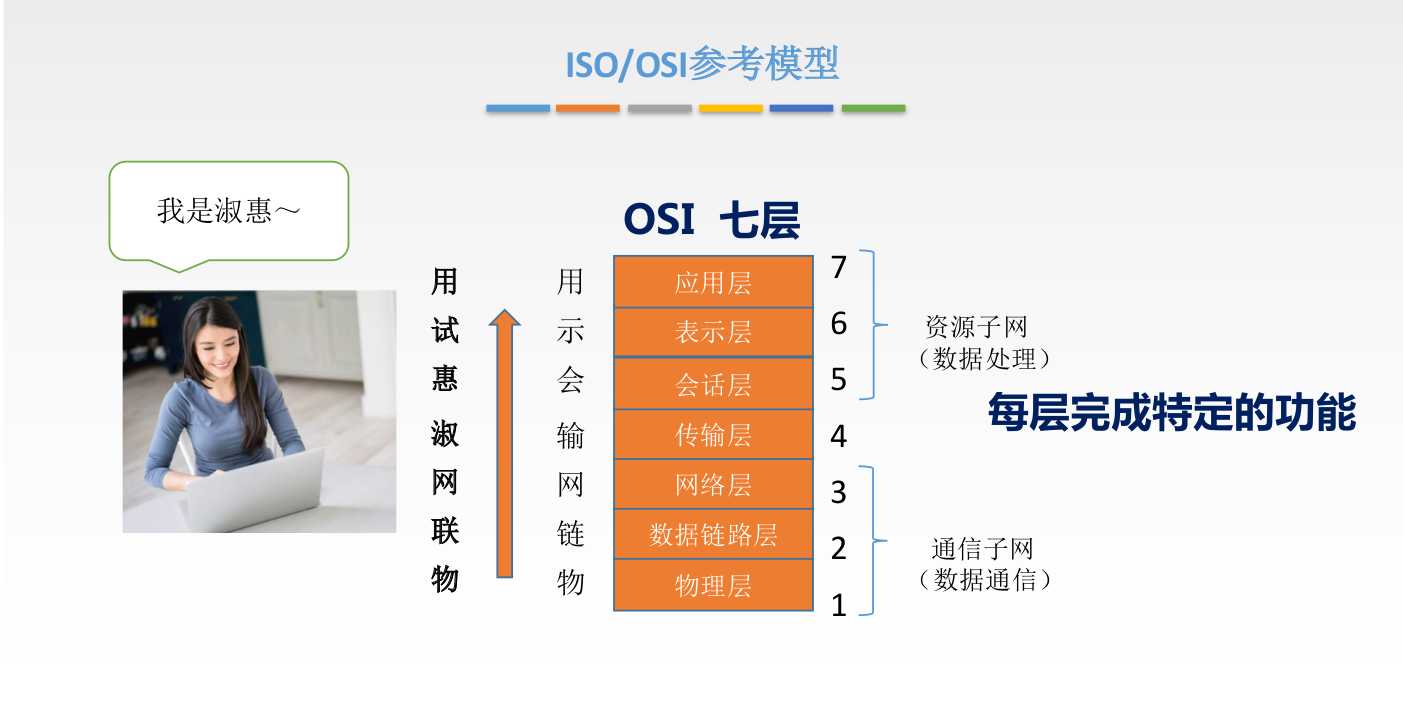 ISO/OSI参考模型
我是淑惠～
OSI 七层
用 用 应用层 7
试 示 表示层 6
惠 会 会话层 5
淑 输 传输层 4
网 网 网络层 3
联 链 数据链路层 2
物 物 物理层 1
资源子网
（数据处理）
每层完成特定的功能
通信子网
（数据通信）